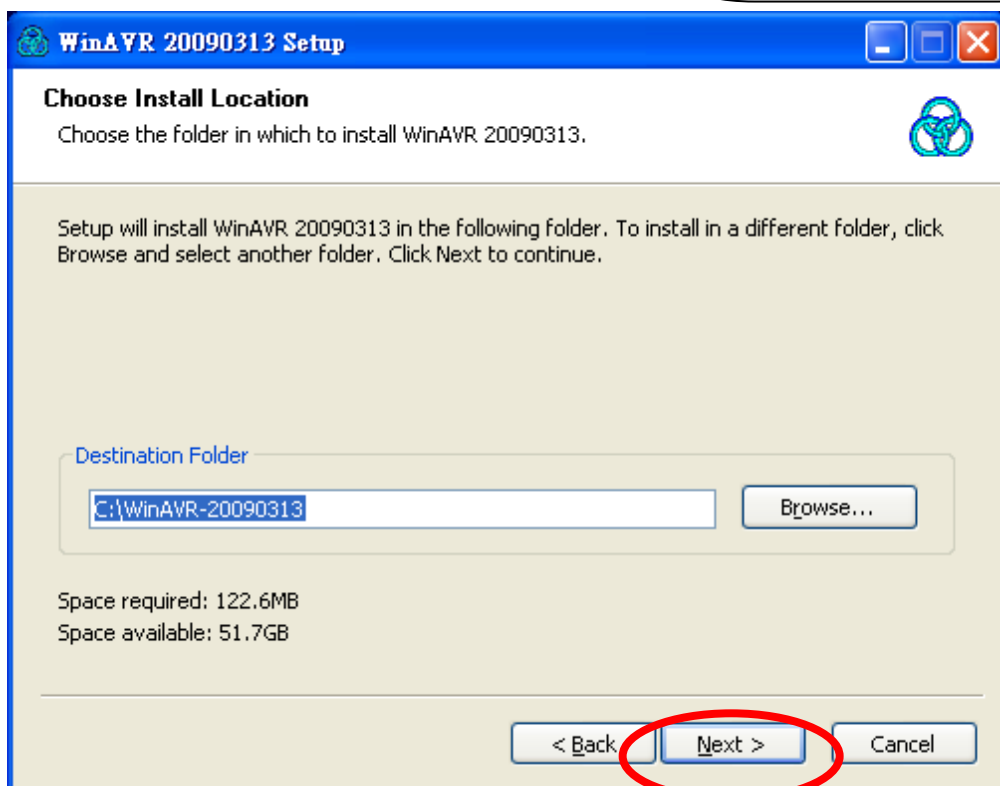 WinAVR 20090313 Setup
Choose Install Location
Choose the folder in which to install WinAVR 20090313.
Setup will install WinAVR 20090313 in the following folder. To install in a different folder, click
Browse and select another folder. Click Next to continue.
Destination Folder
C:\WinAVR-20090313
Browse...
Space required: 122.6MB
Space available: 51.7GB
< Back
Next >
Cancel